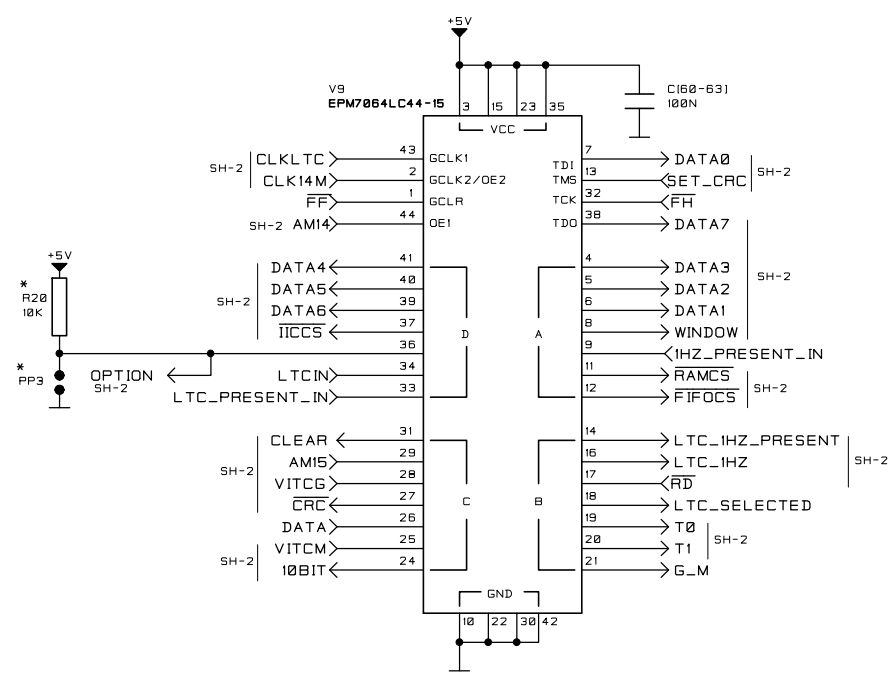 +5V
V9
EPM7064LC44-15
C(60-63)
100N
3 15 23 35
VCC
SH-2 CLKLTC 43 GCLK1
CLK14M 2 GCLK2/OE2
FF 1 GCLR
SH-2 AM14 44 OE1
TDI 7 DATA0 SH-2
TMS 13 SET_CRC
TCK 32 FH
TDO 38 DATA7
+5V
*
R20
10K
*
PP3
OPTION
SH-2
SH-2
DATA4 41
DATA5 40
DATA6 39
IICCS 37
36
LTCIN 34
LTC_PRESENT_IN 33
D
A
4 DATA3
5 DATA2
6 DATA1
8 WINDOW
9 1HZ_PRESENT_IN
11 RAMCS
12 FIFOCS
SH-2
SH-2
SH-2
CLEAR 31
AM15 29
VITCG 28
CRC 27
DATA 26
VITCM 25
10BIT 24
SH-2
C
B
14 LTC_1HZ_PRESENT
16 LTC_1HZ
17 RD
18 LTC_SELECTED
19 T0
20 T1
21 G_M
SH-2
SH-2
GND
10 22 30 42